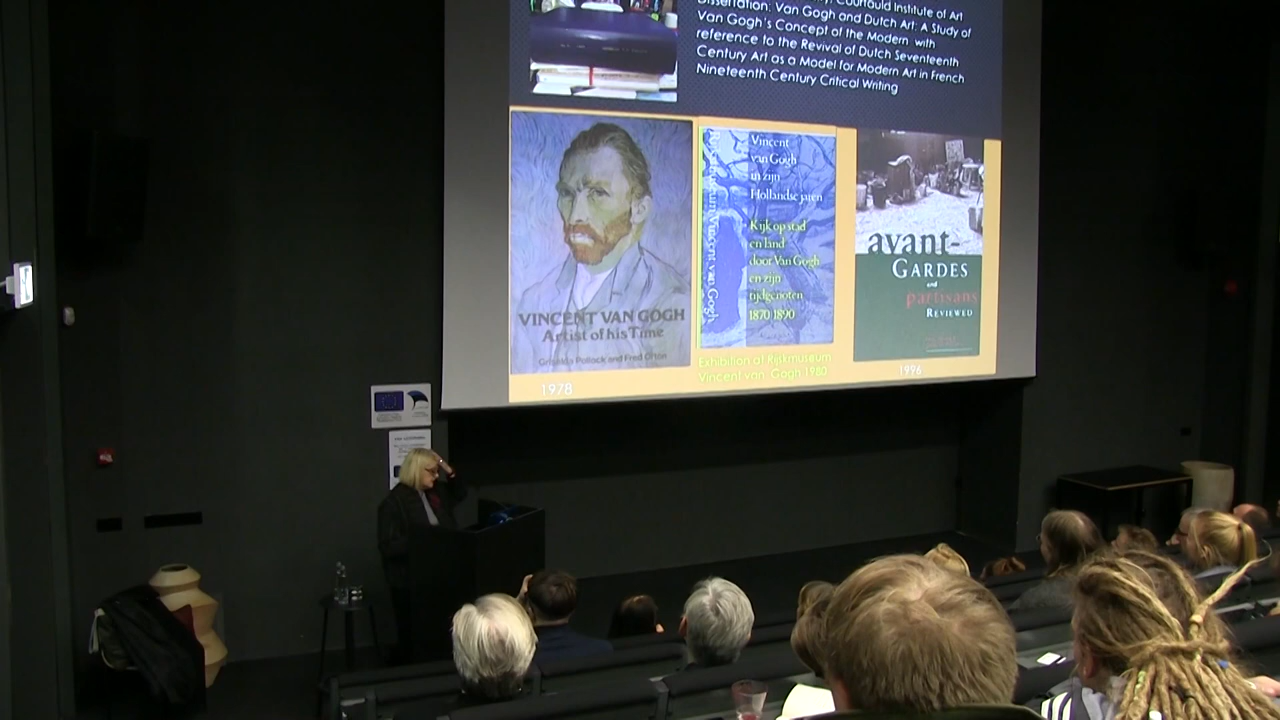 Courtauld Institute of Art
Dissertation: Van Gogh and Dutch Art: A Study of
Van Gogh's Concept of the Modern with
reference to the Revival of Dutch Seventeenth
Century Art as a Model for Modern Art in French
Nineteenth Century Critical Writing
VINCENT VAN GOGH
Artist of his Time
Griselda Pollock and Fred Orton
1978
Rijksmuseum Vincent van Gogh
Vincent
van Gogh
in zijn
Hollandse jaren
Kijk op stad
en land
door Van Gogh
en zijn
tijdgenoten
1870 1890
Exhibition at Rijskmuseum
Vincent van Gogh 1980
avant-
GARDES
and
partisans
REVIEWED
1996